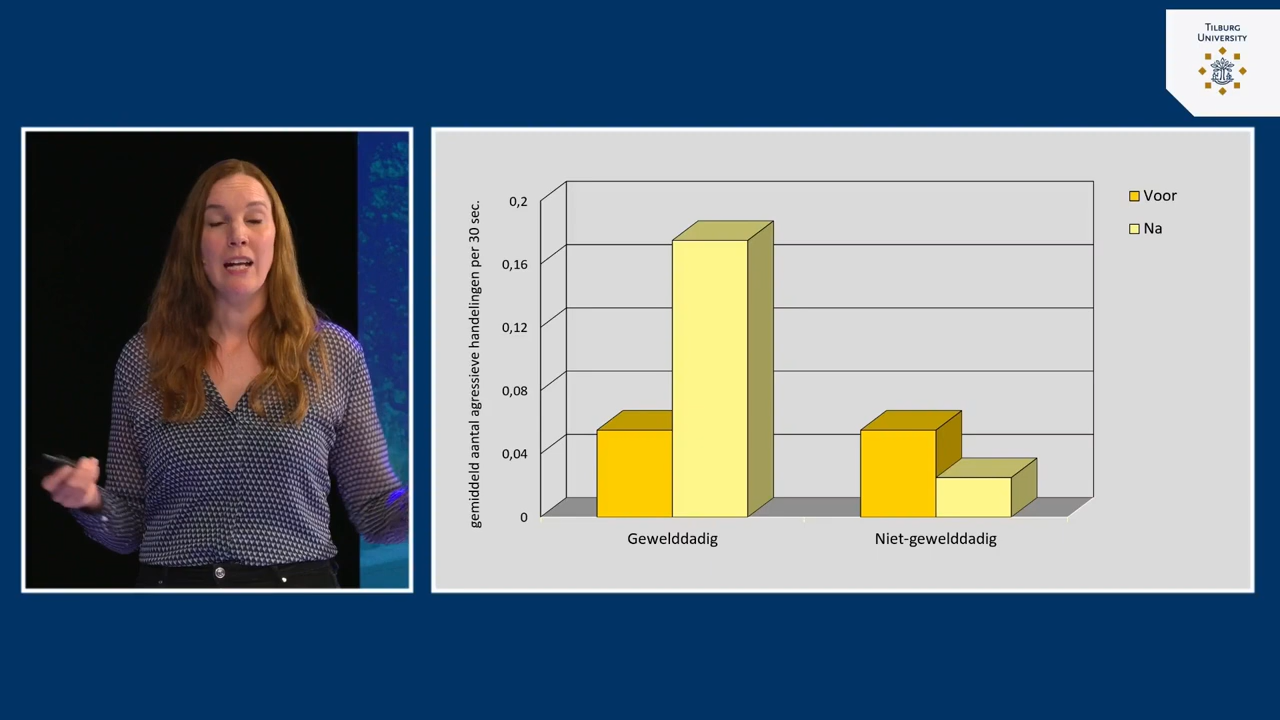 TILBURG
UNIVERSITY
gemiddeld aantal agressieve handelingen per 30 sec.
0,2
0,16
0,12
0,08
0,04
0
Gewelddadig
Niet-gewelddadig
Voor
Na